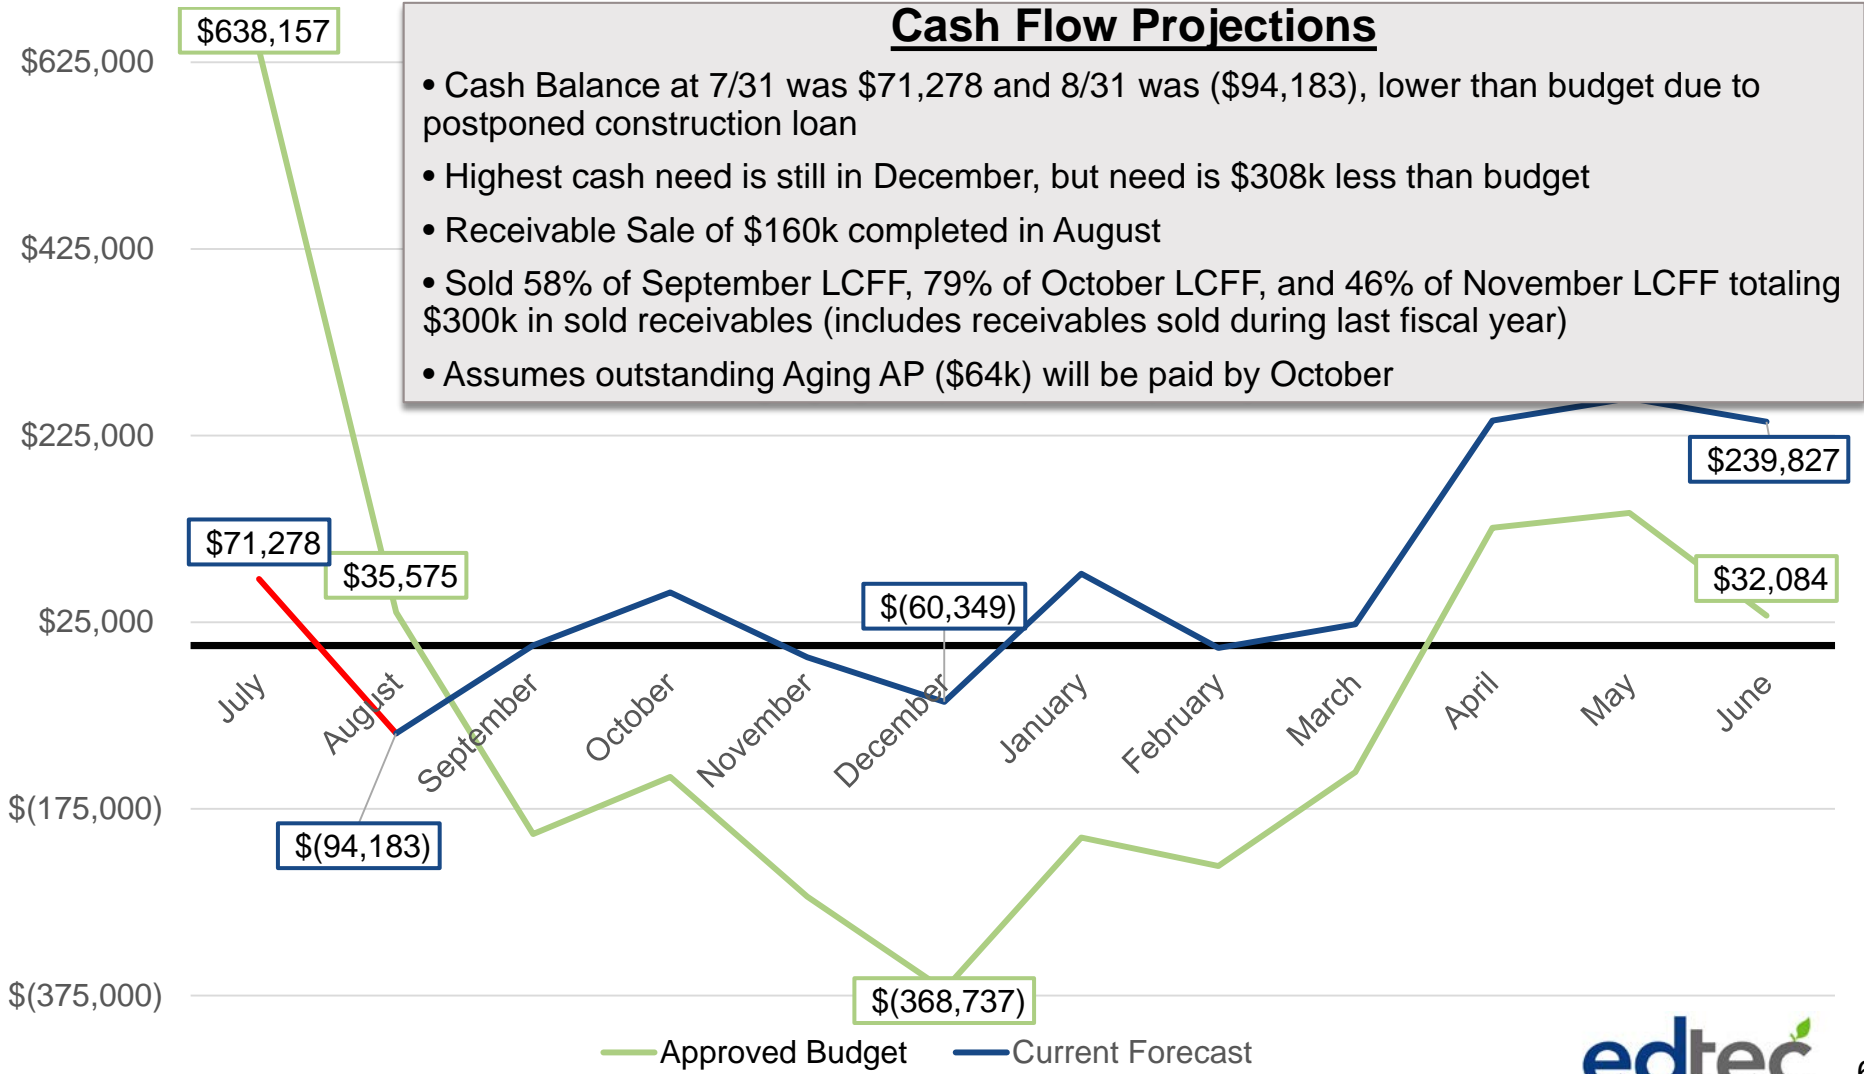 Cash Flow Projections
• Cash Balance at 7/31 was $71,278 and 8/31 was ($94,183), lower than budget due to
postponed construction loan
• Highest cash need is still in December, but need is $308k less than budget
• Receivable Sale of $160k completed in August
• Sold 58% of September LCFF, 79% of October LCFF, and 46% of November LCFF totaling
$300k in sold receivables (includes receivables sold during last fiscal year)
• Assumes outstanding Aging AP ($64k) will be paid by October
$638,157
$625,000
$425,000
$225,000
$239,827
$71,278
$35,575
$32,084
$(60,349)
$25,000
July
August
September
October
November
December
January
February
March
April
May
June
$(175,000)
$(94,183)
$(375,000)
$(368,737)
Approved Budget
Current Forecast
edtec